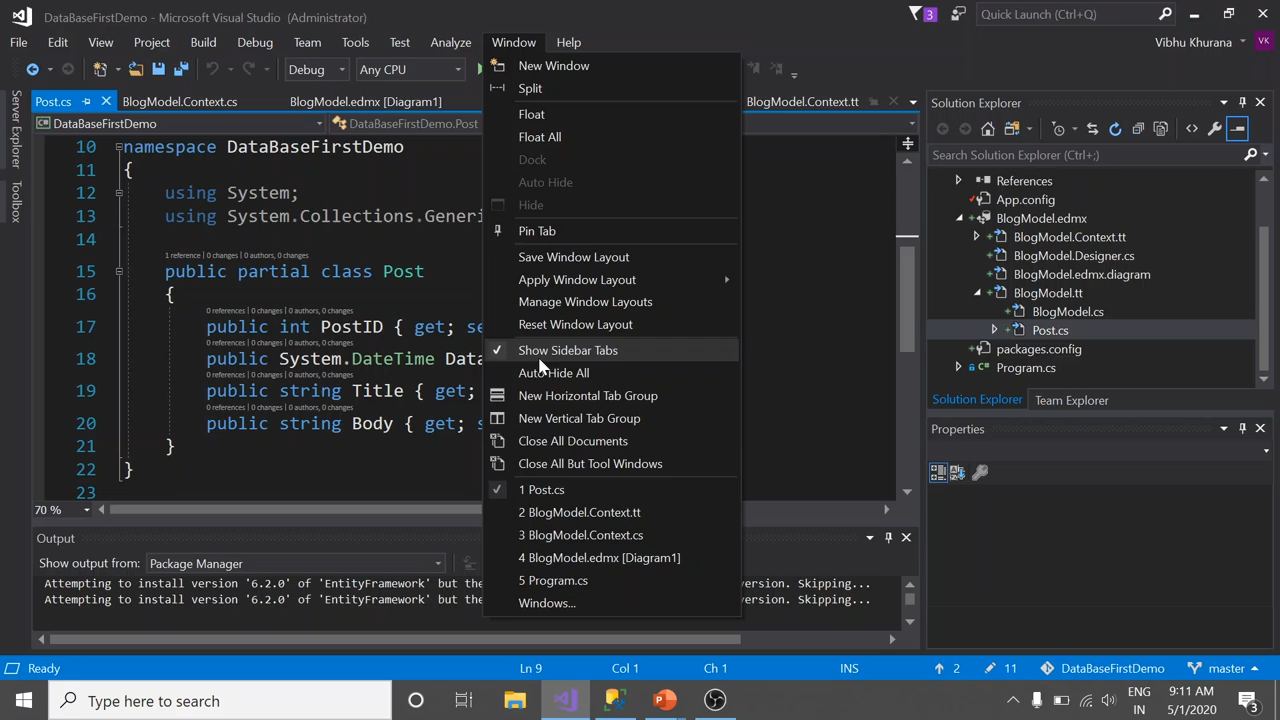 DataBaseFirstDemo - Microsoft Visual Studio (Administrator)
3
Quick Launch (Ctrl+Q)
File Edit View Project Build Debug Team Tools Test Analyze Window Help
Vibhu Khurana
VK
Debug
Any CPU
Server Explorer
Toolbox
Post.cs
BlogModel.Context.cs
BlogModel.edmx [Diagram1]
BlogModel.Context.tt
DataBaseFirstDemo
DataBaseFirstDemo.Post
10 namespace DataBaseFirstDemo
11 {
12 using System;
13 using System.Collections.Generi
14
1 reference | 0 changes | 0 authors, 0 changes
15 public partial class Post
16 {
0 references | 0 changes | 0 authors, 0 changes
17 public int PostID { get; se
0 references | 0 changes | 0 authors, 0 changes
18 public System.DateTime Data
0 references | 0 changes | 0 authors, 0 changes
19 public string Title { get;
0 references | 0 changes | 0 authors, 0 changes
20 public string Body { get; s
21 }
22 }
23
70 %
New Window
Split
Float
Float All
Dock
Auto Hide
Hide
Pin Tab
Save Window Layout
Apply Window Layout
Manage Window Layouts
Reset Window Layout
Show Sidebar Tabs
Auto Hide All
New Horizontal Tab Group
New Vertical Tab Group
Close All Documents
Close All But Tool Windows
1 Post.cs
2 BlogModel.Context.tt
3 BlogModel.Context.cs
4 BlogModel.edmx [Diagram1]
5 Program.cs
Windows...
Solution Explorer
Search Solution Explorer (Ctrl+;)
References
App.config
BlogModel.edmx
BlogModel.Context.tt
BlogModel.Designer.cs
BlogModel.edmx.diagram
BlogModel.tt
BlogModel.cs
Post.cs
packages.config
Program.cs
Solution Explorer
Team Explorer
Properties
Output
Show output from: Package Manager
Attempting to install version '6.2.0' of 'EntityFramework' but the
version. Skipping...
Attempting to install version '6.2.0' of 'EntityFramework' but the
version. Skipping...
Ready
Ln 9
Col 1
Ch 1
INS
2
11
DataBaseFirstDemo
master
Type here to search
ENG
IN
9:11 AM
5/1/2020
3